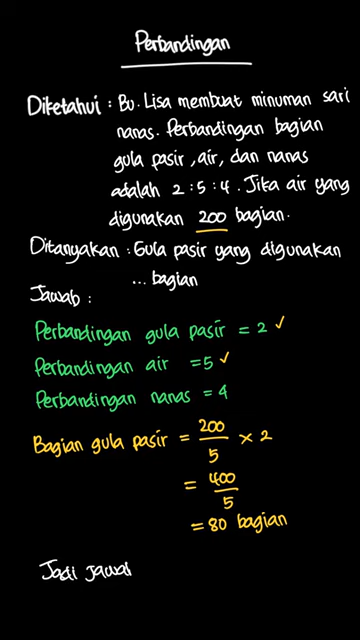 Perbandingan
Diketahui : Bu. Lisa membuat minuman sari
nanas. Perbandingan bagian
gula pasir, air, dan nanas
adalah 2 : 5 : 4. Jika air yang
digunakan 200 bagian.
Ditanyakan : Gula pasir yang digunakan
... bagian
Jawab :
Perbandingan gula pasir = 2 ✓
Perbandingan air = 5 ✓
Perbandingan nanas = 4
Bagian gula pasir = 200/5 × 2
= 400/5
= 80 bagian
Jadi jawab